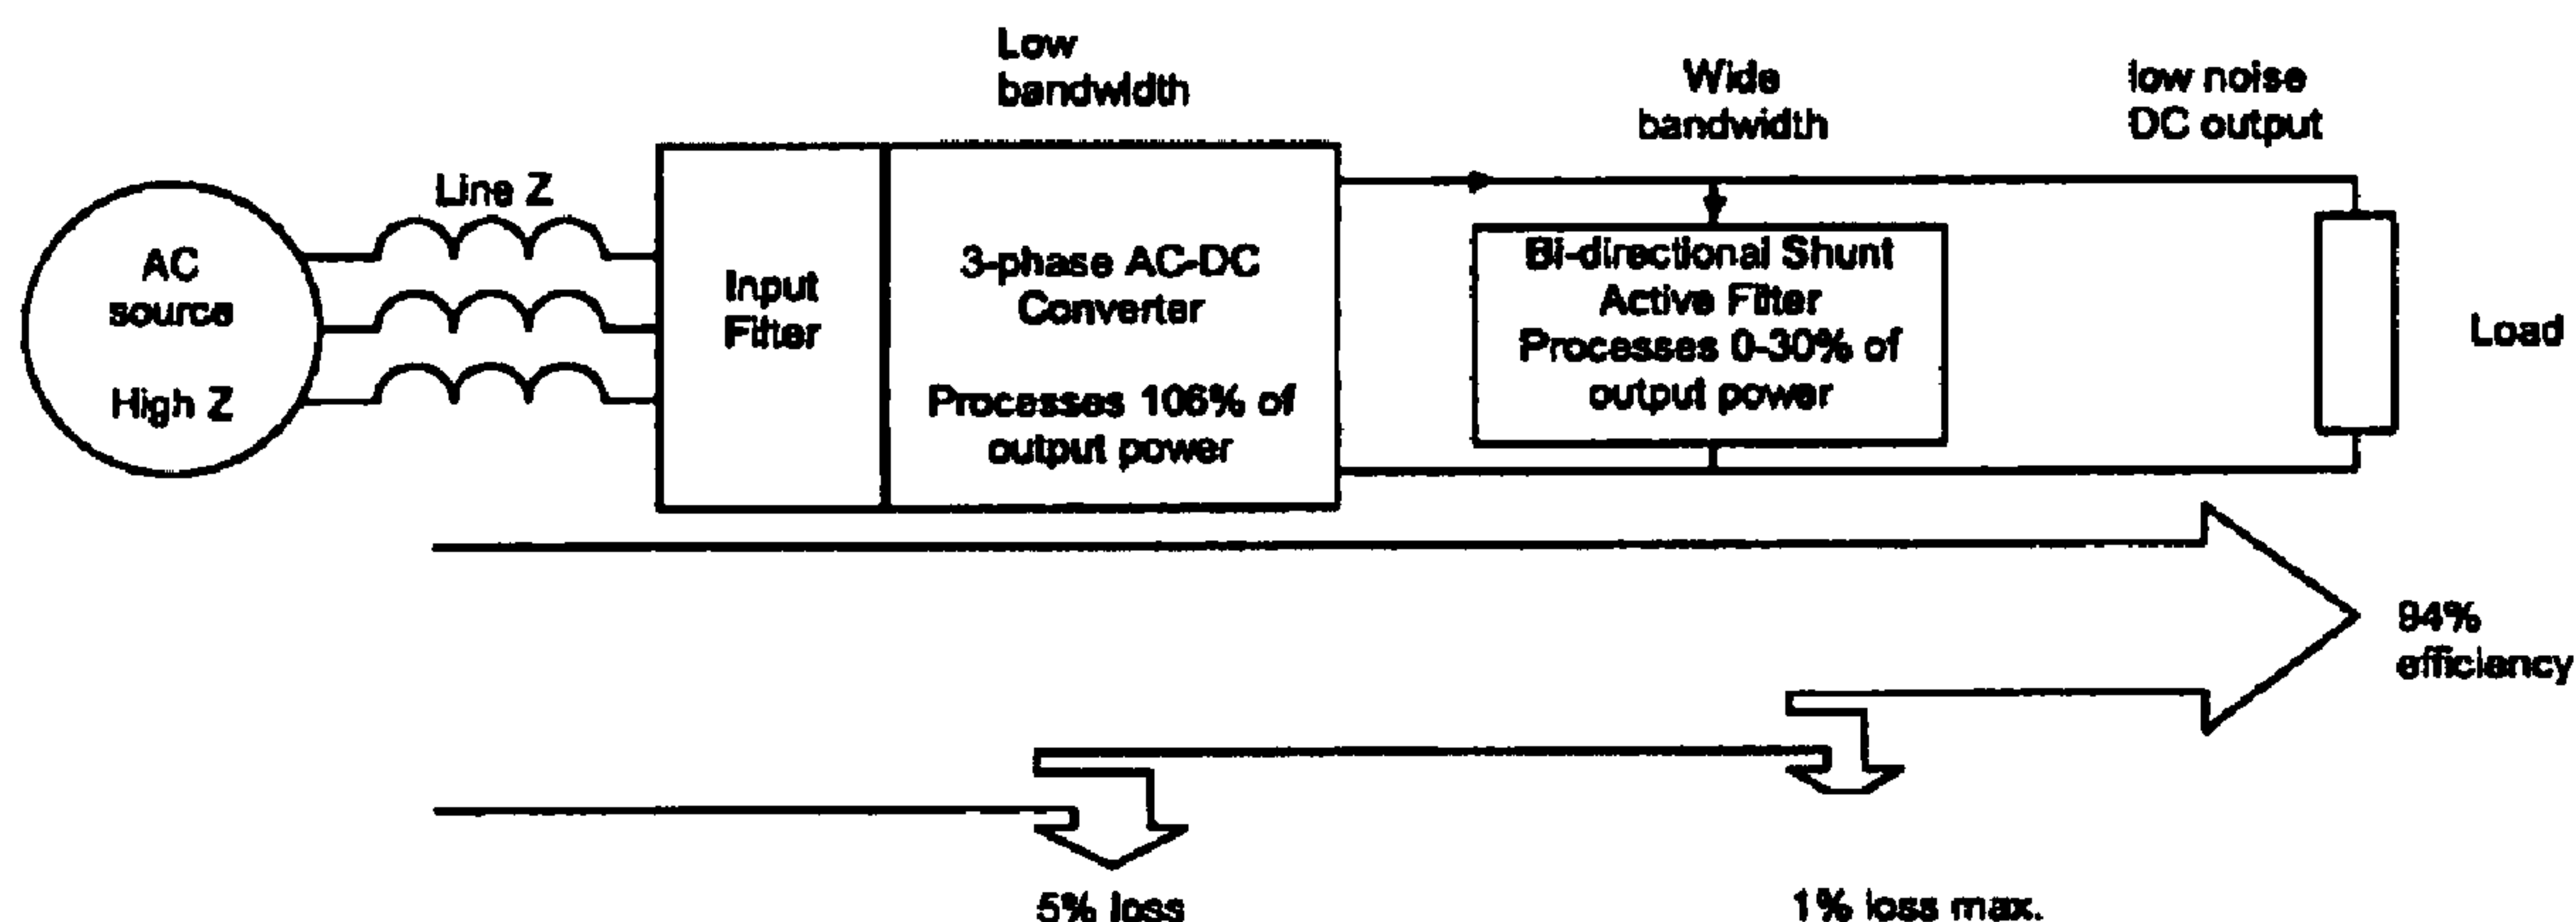 Low
bandwidth
Wide
bandwidth
low noise
DC output
Line Z
AC
source
High Z
Input
Filter
3-phase AC-DC
Converter
Processes 106% of
output power
Bi-directional Shunt
Active Filter
Processes 0-30% of
output power
Load
94%
efficiency
5% loss
1% loss max.